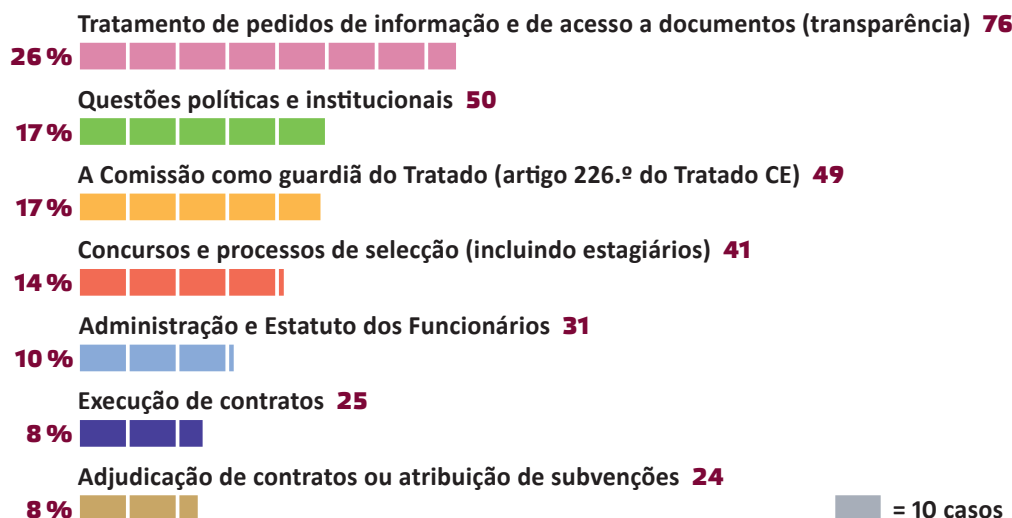 Tratamento de pedidos de informação e de acesso a documentos (transparência) 76
26 %
Questões políticas e institucionais 50
17 %
A Comissão como guardiã do Tratado (artigo 226.º do Tratado CE) 49
17 %
Concursos e processos de selecção (incluindo estagiários) 41
14 %
Administração e Estatuto dos Funcionários 31
10 %
Execução de contratos 25
8 %
Adjudicação de contratos ou atribuição de subvenções 24
8 %
= 10 casos